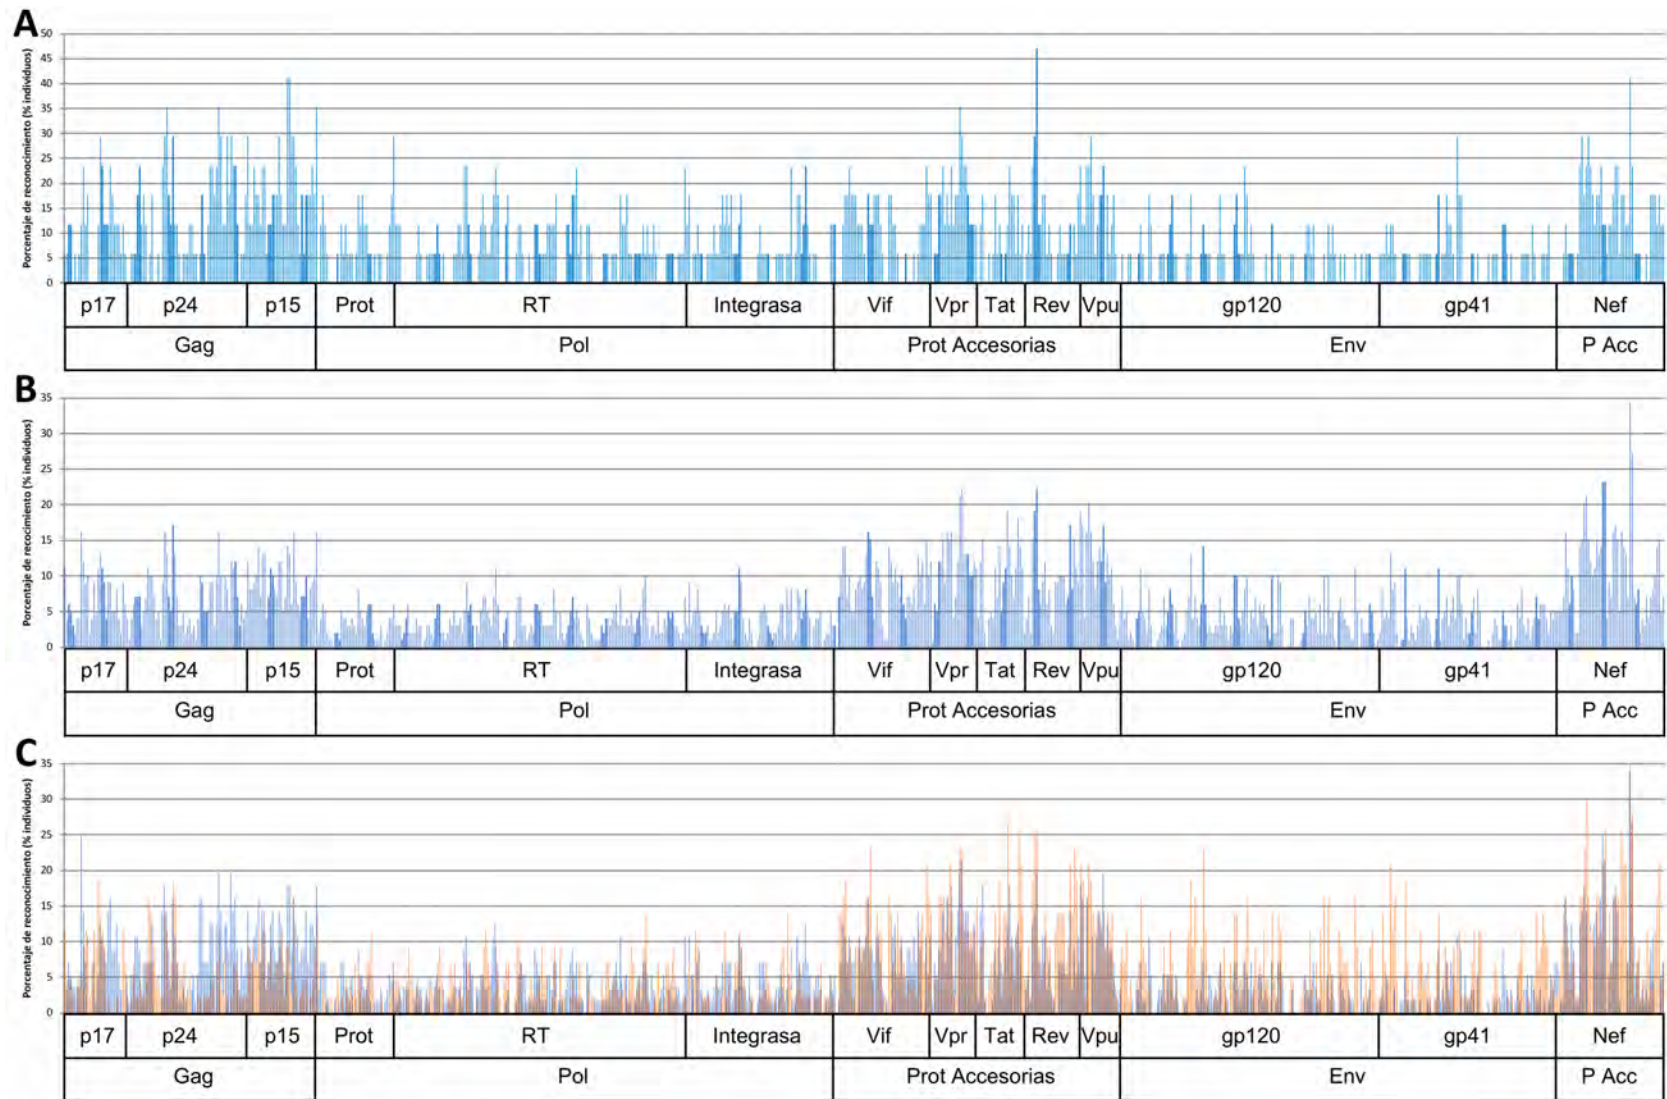 A
Porcentaje de reconocimiento (% individuos)
50
45
40
35
30
25
20
15
10
5
0
p17 p24 p15 Prot RT Integrasa Vif Vpr Tat Rev Vpu gp120 gp41 Nef
Gag Pol Prot Accesorias Env P Acc
B
Porcentaje de recocimiento (% individuos)
35
30
25
20
15
10
5
0
p17 p24 p15 Prot RT Integrasa Vif Vpr Tat Rev Vpu gp120 gp41 Nef
Gag Pol Prot Accesorias Env P Acc
C
Porcentaje de reconocimiento (% individuos)
35
30
25
20
15
10
5
0
p17 p24 p15 Prot RT Integrasa Vif Vpr Tat Rev Vpu gp120 gp41 Nef
Gag Pol Prot Accesorias Env P Acc